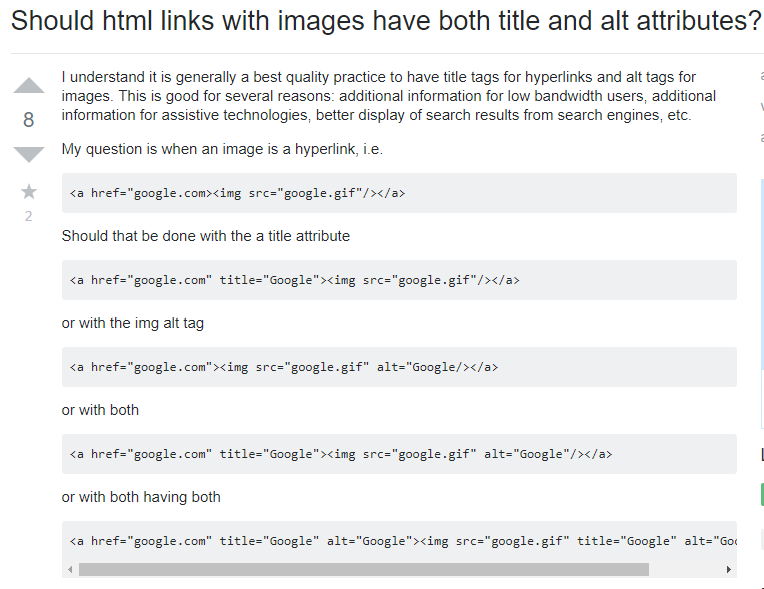 Should html links with images have both title and alt attributes?
I understand it is generally a best quality practice to have title tags for hyperlinks and alt tags for
images. This is good for several reasons: additional information for low bandwidth users, additional
8
information for assistive technologies, better display of search results from search engines, etc.
My question is when an image is a hyperlink, i.e.
<a href="google.com><img src="google.gif"/></a>
2
Should that be done with the a title attribute
<a href="google.com" title="Google"><img src="google.gif"/></a>
or with the img alt tag
<a href="google.com"><img src="google.gif" alt="Google/></a>
or with both
<a href="google.com" title="Google"><img src="google.gif" alt="Google"/></a>
or with both having both
<a href="google.com" title="Google" alt="Google"><img src="google.gif" title="Google" alt="Goo